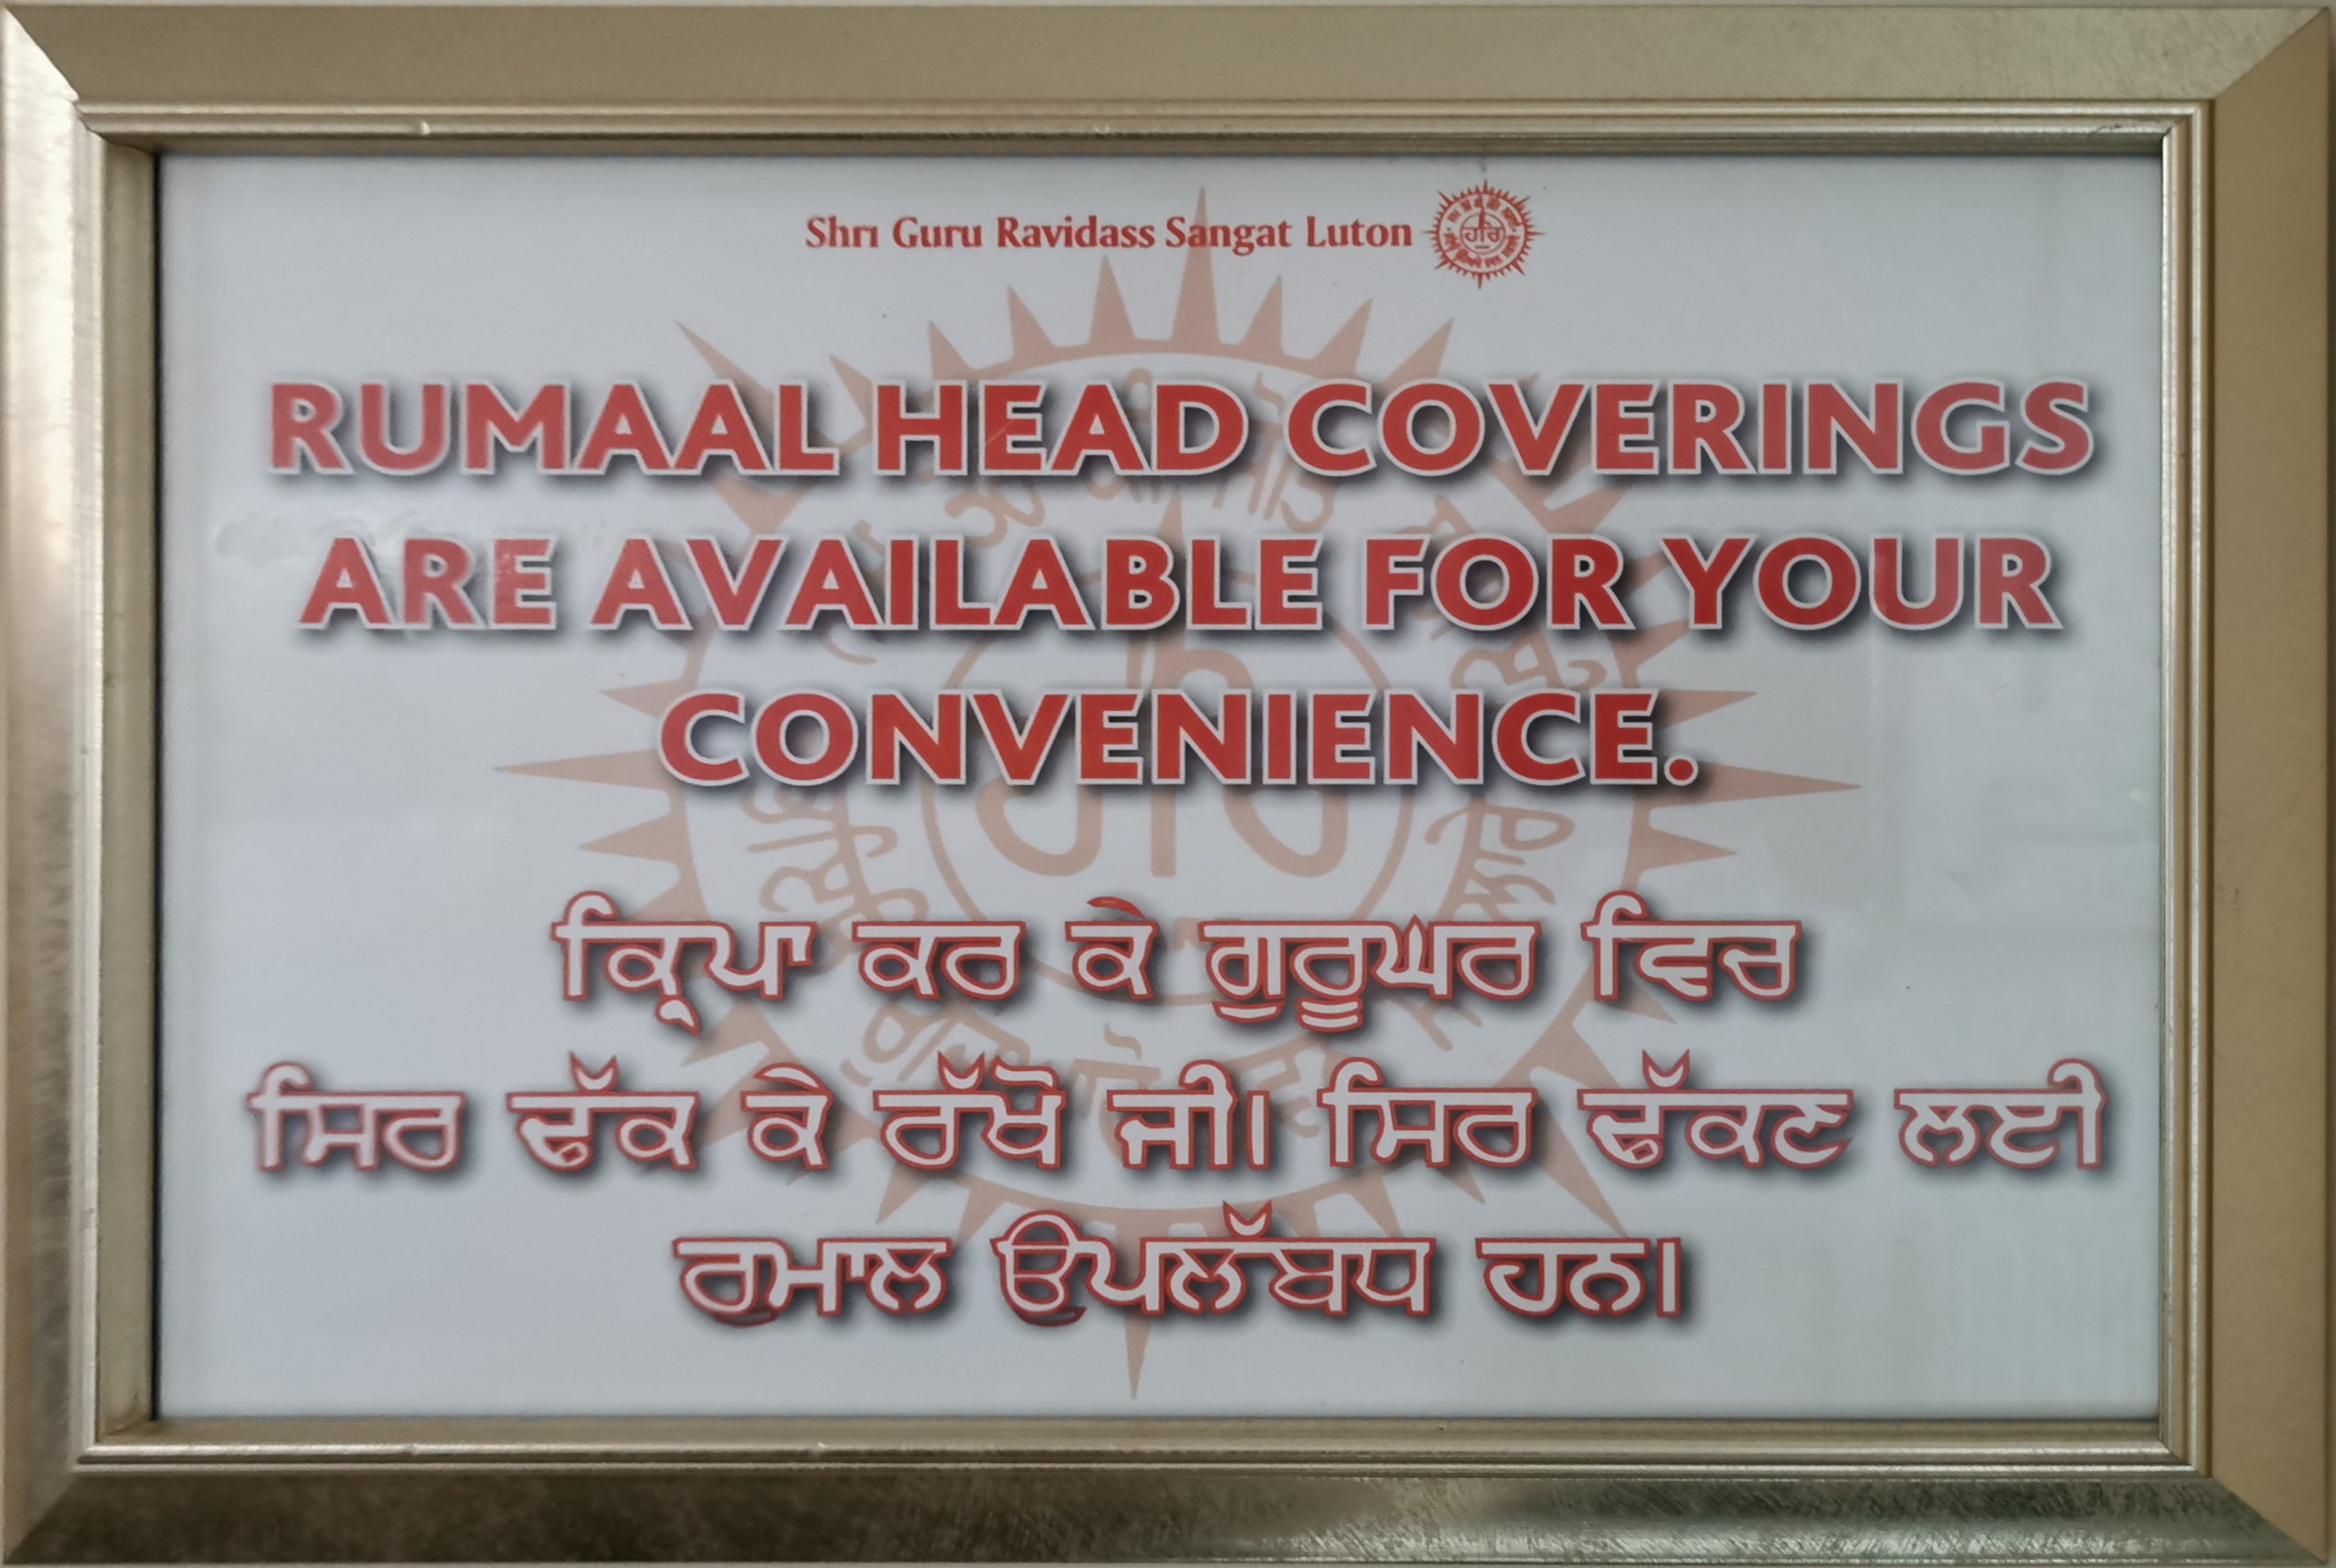 Shri Guru Ravidass Sangat Luton
RUMAAL HEAD COVERINGS
ARE AVAILABLE FOR YOUR
CONVENIENCE.
ਕ੍ਰਿਪਾ ਕਰ ਕੇ ਗੁਰੂਘਰ ਵਿਚ
ਸਿਰ ਢੱਕ ਕੇ ਰੱਖੋ ਜੀ। ਸਿਰ ਢੱਕਣ ਲਈ
ਰੁਮਾਲ ਉਪਲੱਬਧ ਹਨ।